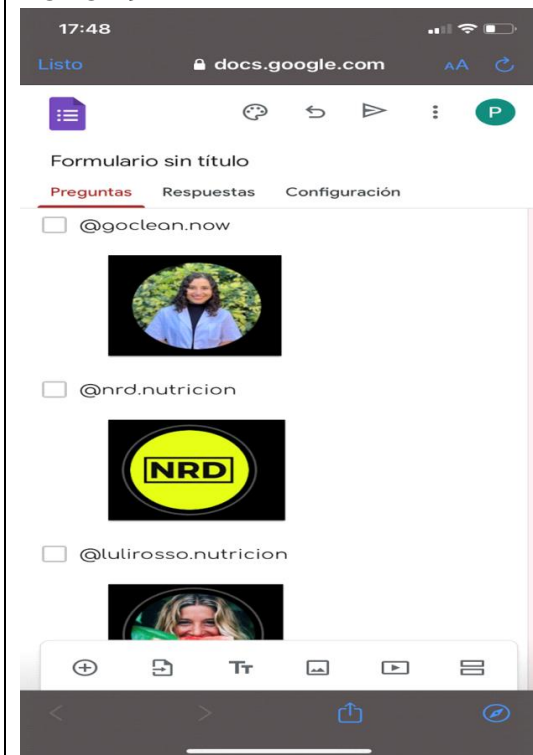 17:48
Listo docs.google.com AA
P
Formulario sin título
Preguntas Respuestas Configuración
@goclean.now
@nrd.nutricion
NRD
@lulirosso.nutricion
Tт